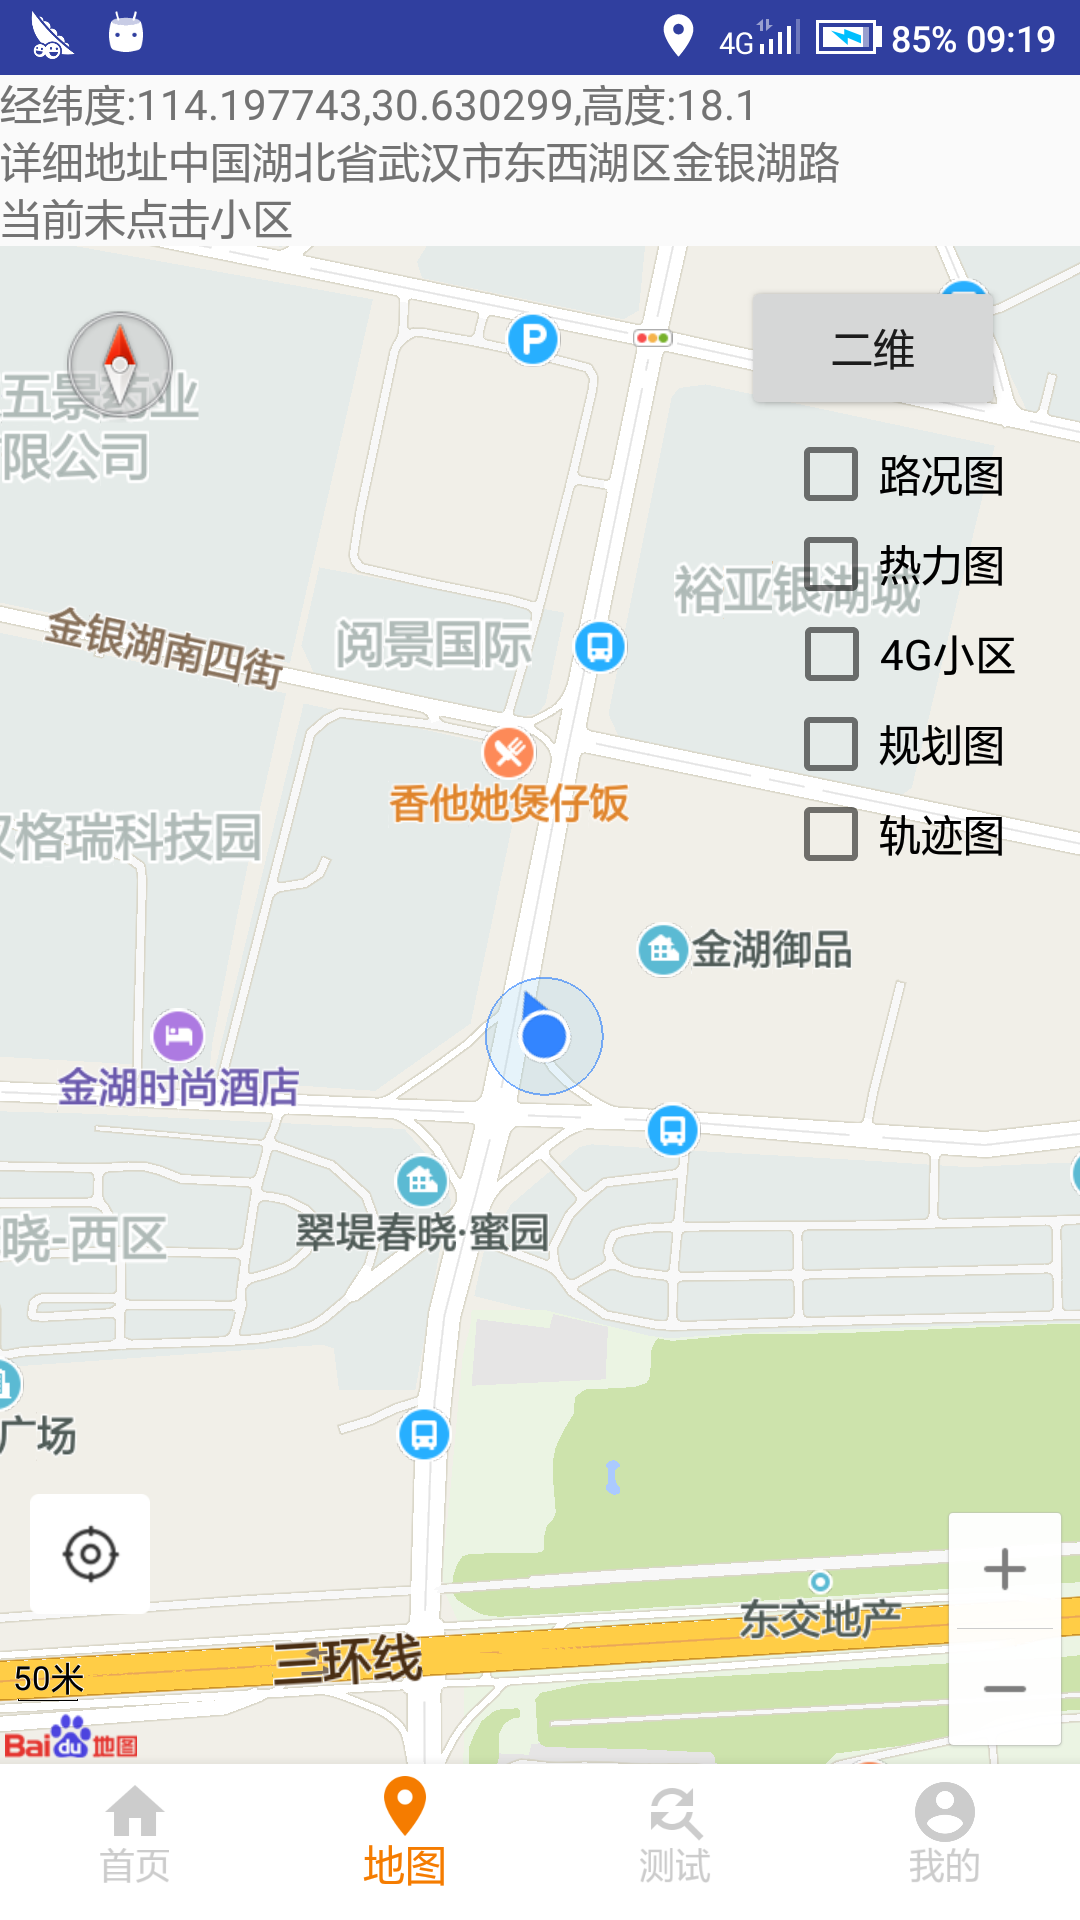 4G 85% 09:19
经纬度:114.197743,30.630299,高度:18.1
详细地址中国湖北省武汉市东西湖区金银湖路
当前未点击小区
P
二维
五景药业
限公司
路况图
热力图
裕亚银湖城
金银湖南四街
阅景国际
4G小区
规划图
香他她煲仔饭
汉格瑞科技园
轨迹图
金湖御品
金湖时尚酒店
翠堤春晓·蜜园
晓-西区
广场
东交地产
三环线
50米
Bai du 地图
首页
地图
测试
我的